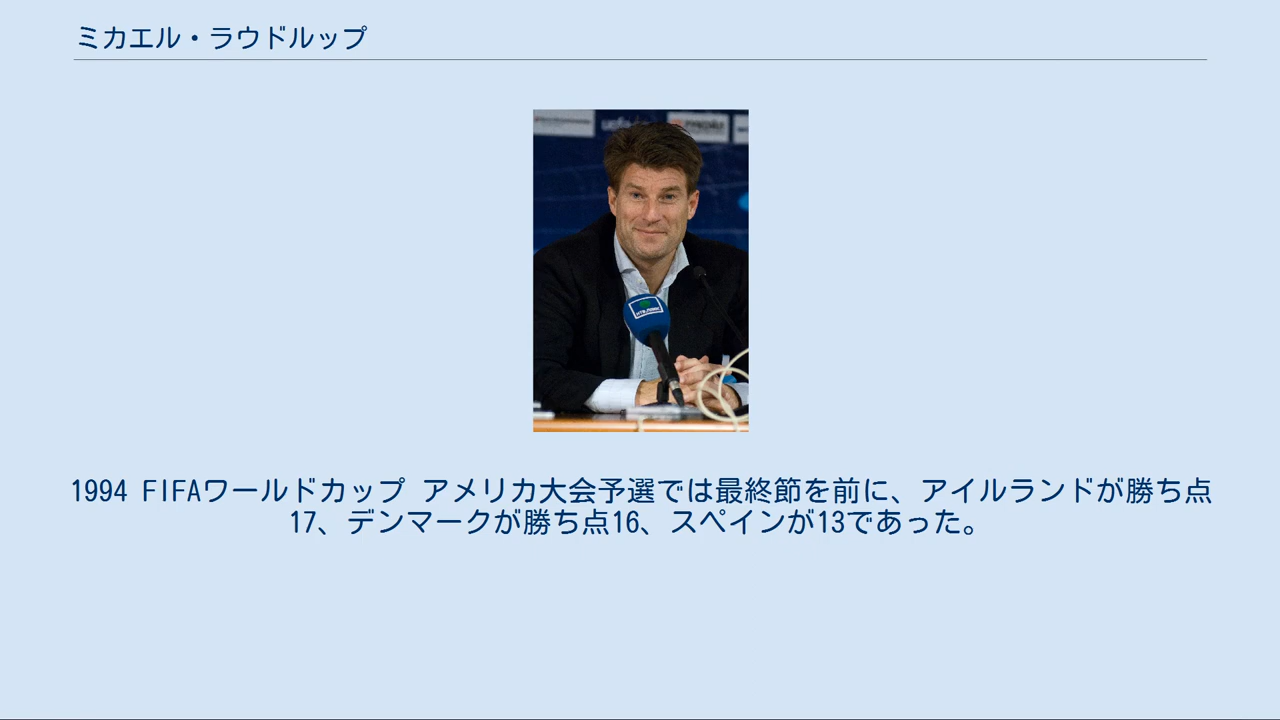 ミカエル・ラウドルップ
1994 FIFAワールドカップ アメリカ大会予選では最終節を前に、アイルランドが勝ち点
17、デンマークが勝ち点16、スペインが13であった。